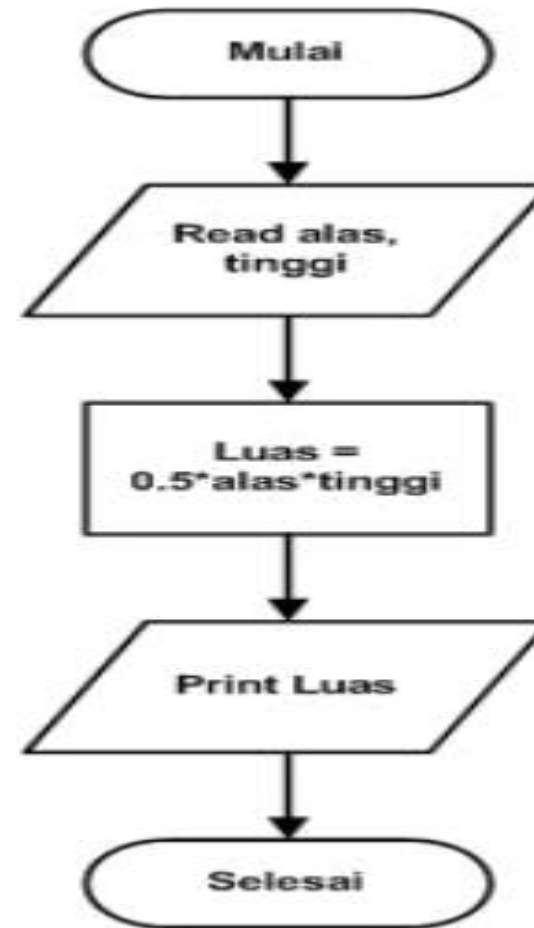 Mulai
Read alas,
tinggi
Luas =
0.5*alas*tinggi
Print Luas
Selesai